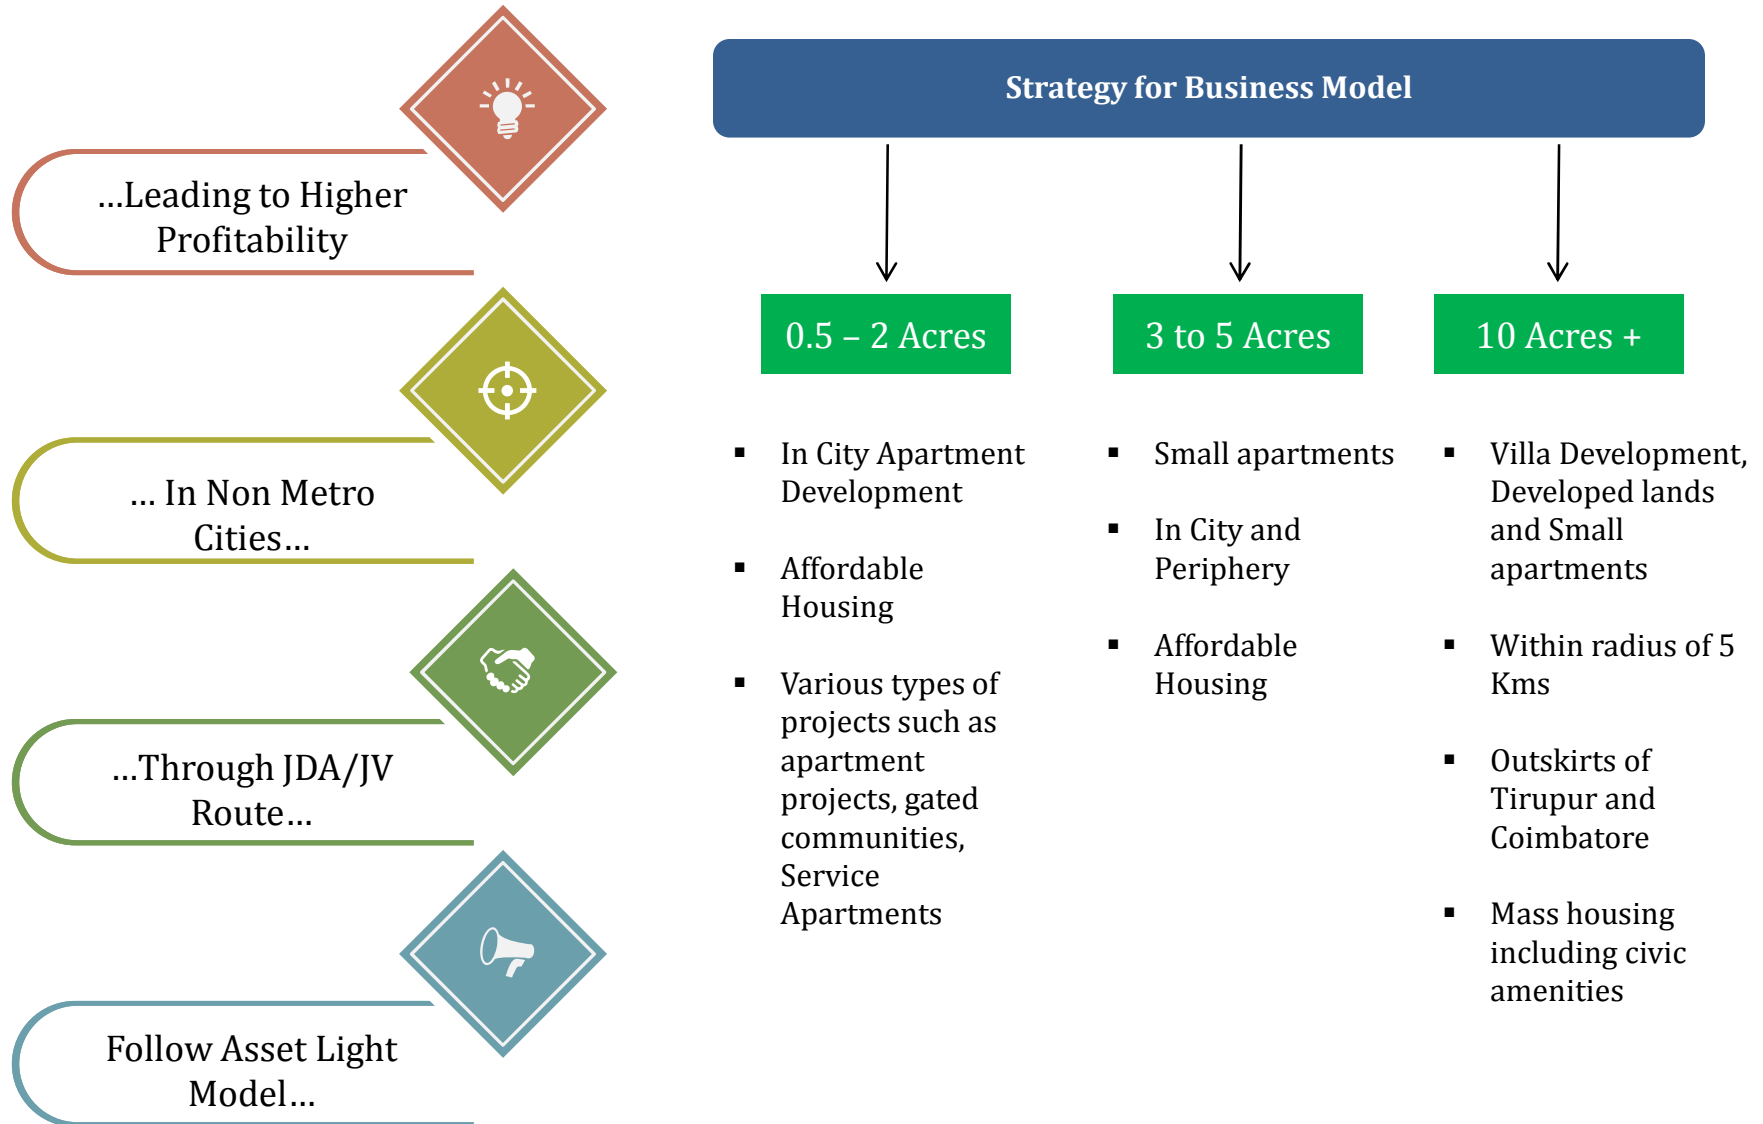 …Leading to Higher
Profitability
… In Non Metro
Cities…
…Through JDA/JV
Route…
Follow Asset Light
Model…
Strategy for Business Model
0.5 – 2 Acres
▪ In City Apartment
Development
▪ Affordable
Housing
▪ Various types of
projects such as
apartment
projects, gated
communities,
Service
Apartments
3 to 5 Acres
▪ Small apartments
▪ In City and
Periphery
▪ Affordable
Housing
10 Acres +
▪ Villa Development,
Developed lands
and Small
apartments
▪ Within radius of 5
Kms
▪ Outskirts of
Tirupur and
Coimbatore
▪ Mass housing
including civic
amenities